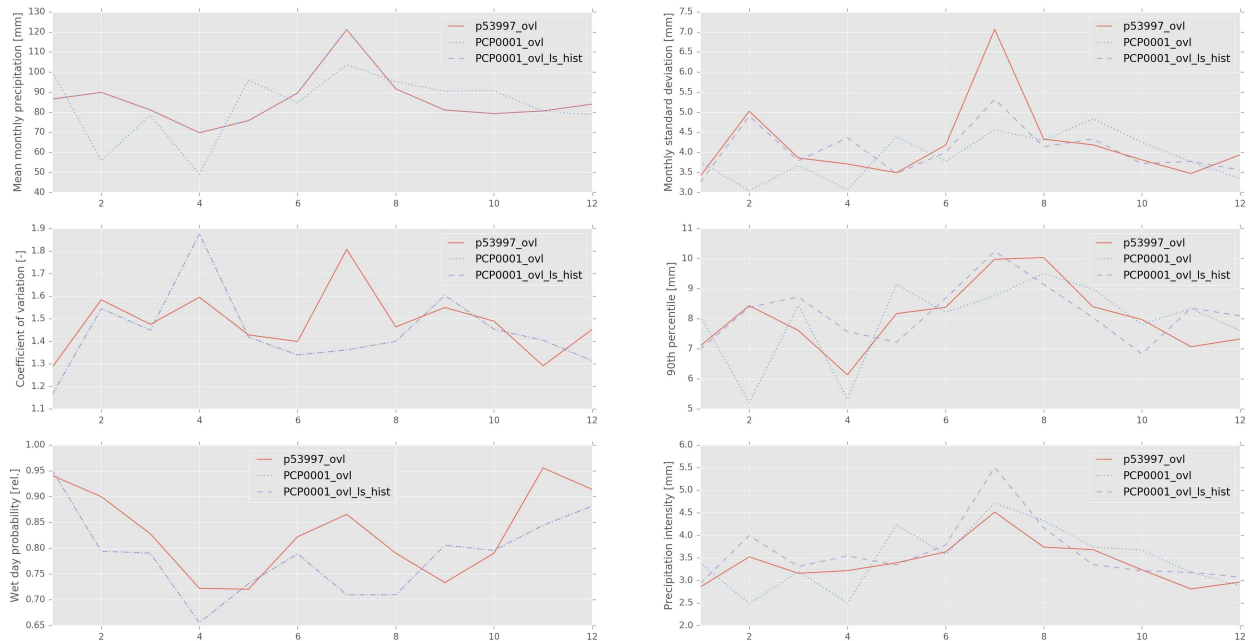 Mean monthly precipitation [mm]
130
120
110
100
90
80
70
60
50
40
p53997_ovl
PCP0001_ovl
PCP0001_ovl_ls_hist
2 4 6 8 10 12
Monthly standard deviation [mm]
7.5
7.0
6.5
6.0
5.5
5.0
4.5
4.0
3.5
3.0
p53997_ovl
PCP0001_ovl
PCP0001_ovl_ls_hist
2 4 6 8 10 12
Coefficient of variation [-]
1.9
1.8
1.7
1.6
1.5
1.4
1.3
1.2
1.1
p53997_ovl
PCP0001_ovl
PCP0001_ovl_ls_hist
2 4 6 8 10 12
90th percentile [mm]
11
10
9
8
7
6
5
p53997_ovl
PCP0001_ovl
PCP0001_ovl_ls_hist
2 4 6 8 10 12
Wet day probability [rel.]
1.00
0.95
0.90
0.85
0.80
0.75
0.70
0.65
p53997_ovl
PCP0001_ovl
PCP0001_ovl_ls_hist
2 4 6 8 10 12
Precipitation intensity [mm]
6.0
5.5
5.0
4.5
4.0
3.5
3.0
2.5
2.0
p53997_ovl
PCP0001_ovl
PCP0001_ovl_ls_hist
2 4 6 8 10 12